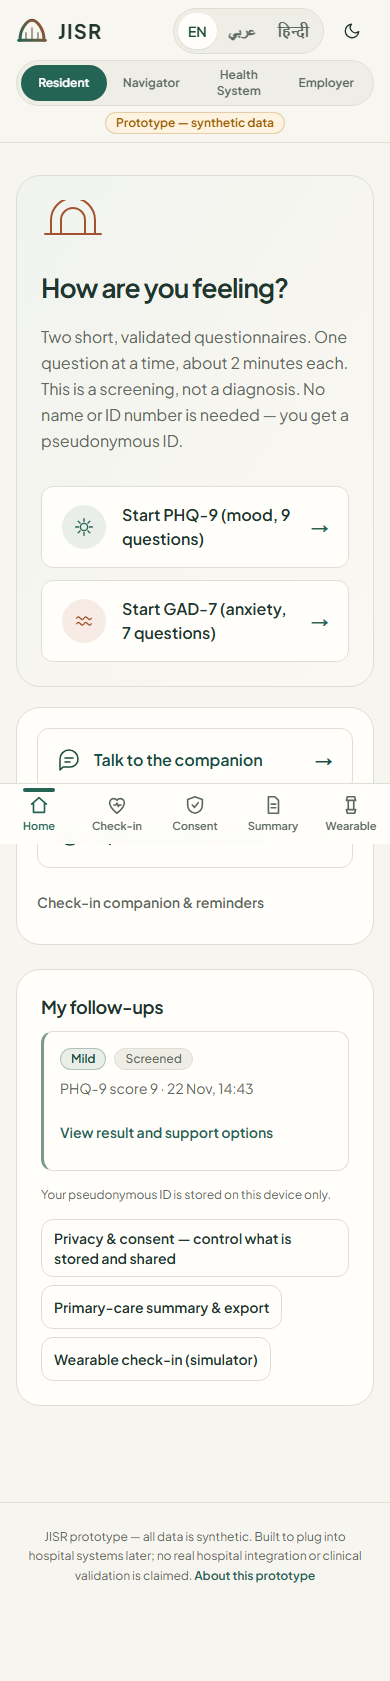 JISR
EN
عربي
हिन्दी
Resident
Navigator
Health
System
Employer
Prototype — synthetic data
How are you feeling?
Two short, validated questionnaires. One
question at a time, about 2 minutes each.
This is a screening, not a diagnosis. No
name or ID number is needed — you get a
pseudonymous ID.
Start PHQ-9 (mood, 9
questions)
→
Start GAD-7 (anxiety,
7 questions)
→
Talk to the companion
→
Home
Check-in
Consent
Summary
Wearable
Check-in companion & reminders
My follow-ups
Mild
Screened
PHQ-9 score 9 · 22 Nov, 14:43
View result and support options
Your pseudonymous ID is stored on this device only.
Privacy & consent — control what is
stored and shared
Primary-care summary & export
Wearable check-in (simulator)
JISR prototype — all data is synthetic. Built to plug into
hospital systems later; no real hospital integration or clinical
validation is claimed. About this prototype